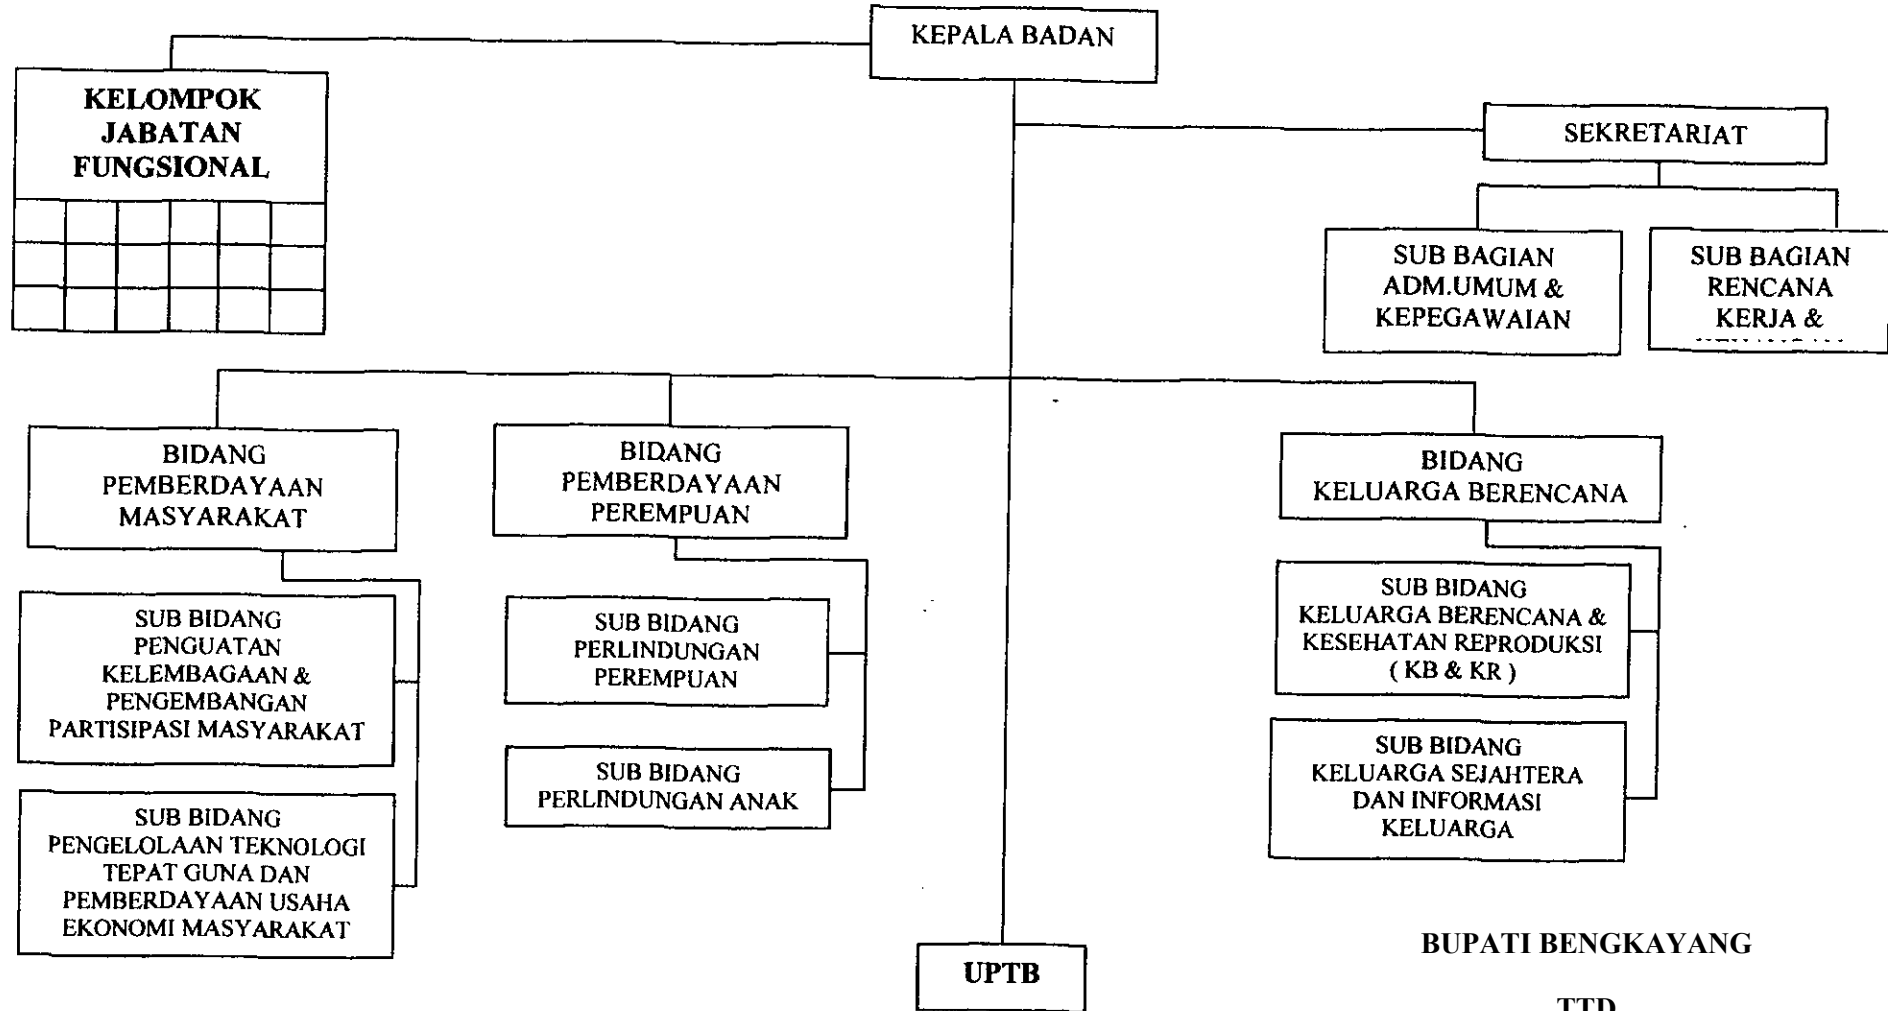 KEPALA BADAN
KELOMPOK
JABATAN
FUNGSIONAL
SEKRETARIAT
SUB BAGIAN
ADM.UMUM &
KEPEGAWAIAN
SUB BAGIAN
RENCANA
KERJA &
BIDANG
PEMBERDAYAAN
MASYARAKAT
BIDANG
PEMBERDAYAAN
PEREMPUAN
BIDANG
KELUARGA BERENCANA
SUB BIDANG
PENGUATAN
KELEMBAGAAN &
PENGEMBANGAN
PARTISIPASI MASYARAKAT
SUB BIDANG
PENGELOLAAN TEKNOLOGI
TEPAT GUNA DAN
PEMBERDAYAAN USAHA
EKONOMI MASYARAKAT
SUB BIDANG
PERLINDUNGAN
PEREMPUAN
SUB BIDANG
PERLINDUNGAN ANAK
SUB BIDANG
KELUARGA BERENCANA &
KESEHATAN REPRODUKSI
( KB & KR )
SUB BIDANG
KELUARGA SEJAHTERA
DAN INFORMASI
KELUARGA
UPTB
BUPATI BENGKAYANG
TTD